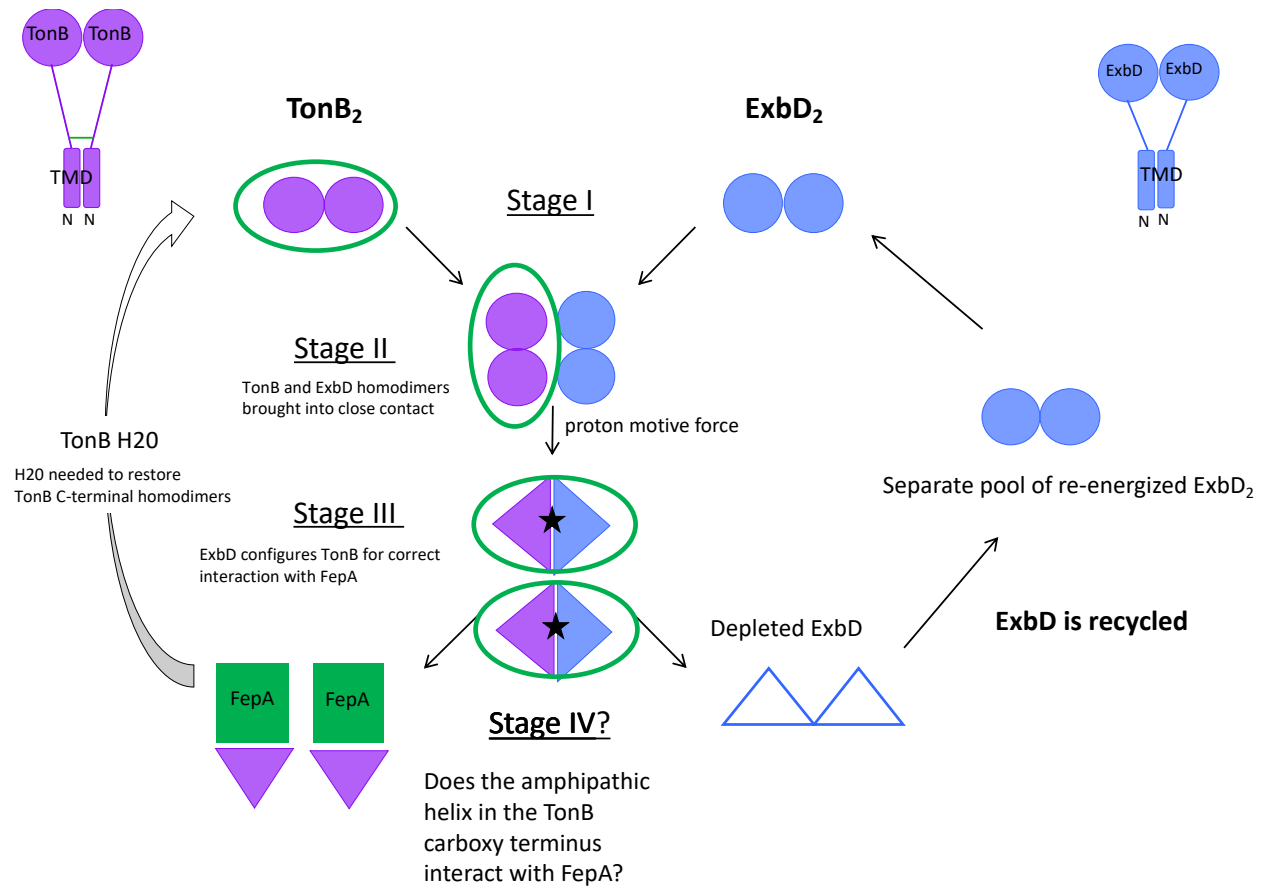 TonB TonB
TMD
N N
TonB₂
ExbD₂
ExbD ExbD
TMD
N N
Stage I
Stage II
TonB and ExbD homodimers
brought into close contact
proton motive force
TonB H20
H20 needed to restore
TonB C-terminal homodimers
Stage III
ExbD configures TonB for correct
interaction with FepA
Separate pool of re-energized ExbD₂
ExbD is recycled
Depleted ExbD
FepA FepA
Stage IV?
Does the amphipathic
helix in the TonB
carboxy terminus
interact with FepA?